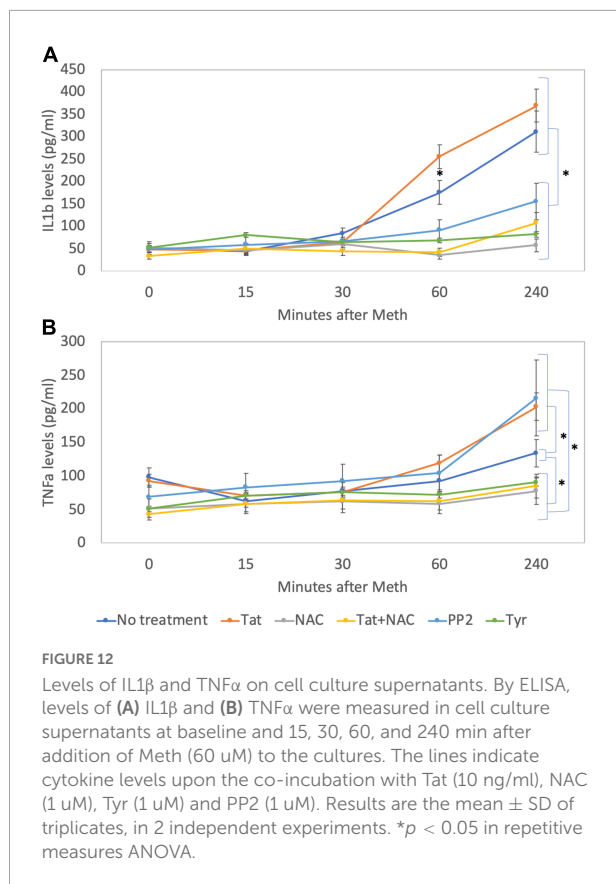 A
450
400
350
300
250
200
150
100
50
0
IL1b levels (pg/ml)
*
*
0 15 30 60 240
Minutes after Meth
B
300
250
200
150
100
50
0
TNFa levels (pg/ml)
*
*
*
0 15 30 60 240
Minutes after Meth
No treatment Tat NAC Tat+NAC PP2 Tyr
FIGURE 12
Levels of IL1β and TNFα on cell culture supernatants. By ELISA,
levels of (A) IL1β and (B) TNFα were measured in cell culture
supernatants at baseline and 15, 30, 60, and 240 min after
addition of Meth (60 uM) to the cultures. The lines indicate
cytokine levels upon the co-incubation with Tat (10 ng/ml), NAC
(1 uM), Tyr (1 uM) and PP2 (1 uM). Results are the mean ± SD of
triplicates, in 2 independent experiments. *p < 0.05 in repetitive
measures ANOVA.